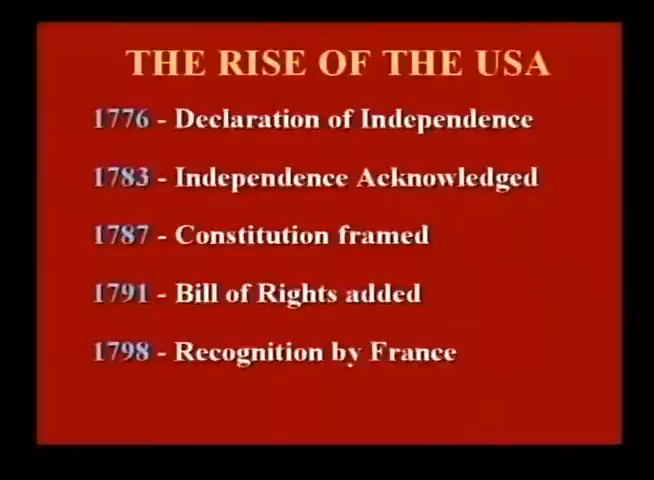 THE RISE OF THE USA
1776 - Declaration of Independence
1783 - Independence Acknowledged
1787 - Constitution framed
1791 - Bill of Rights added
1798 - Recognition by France